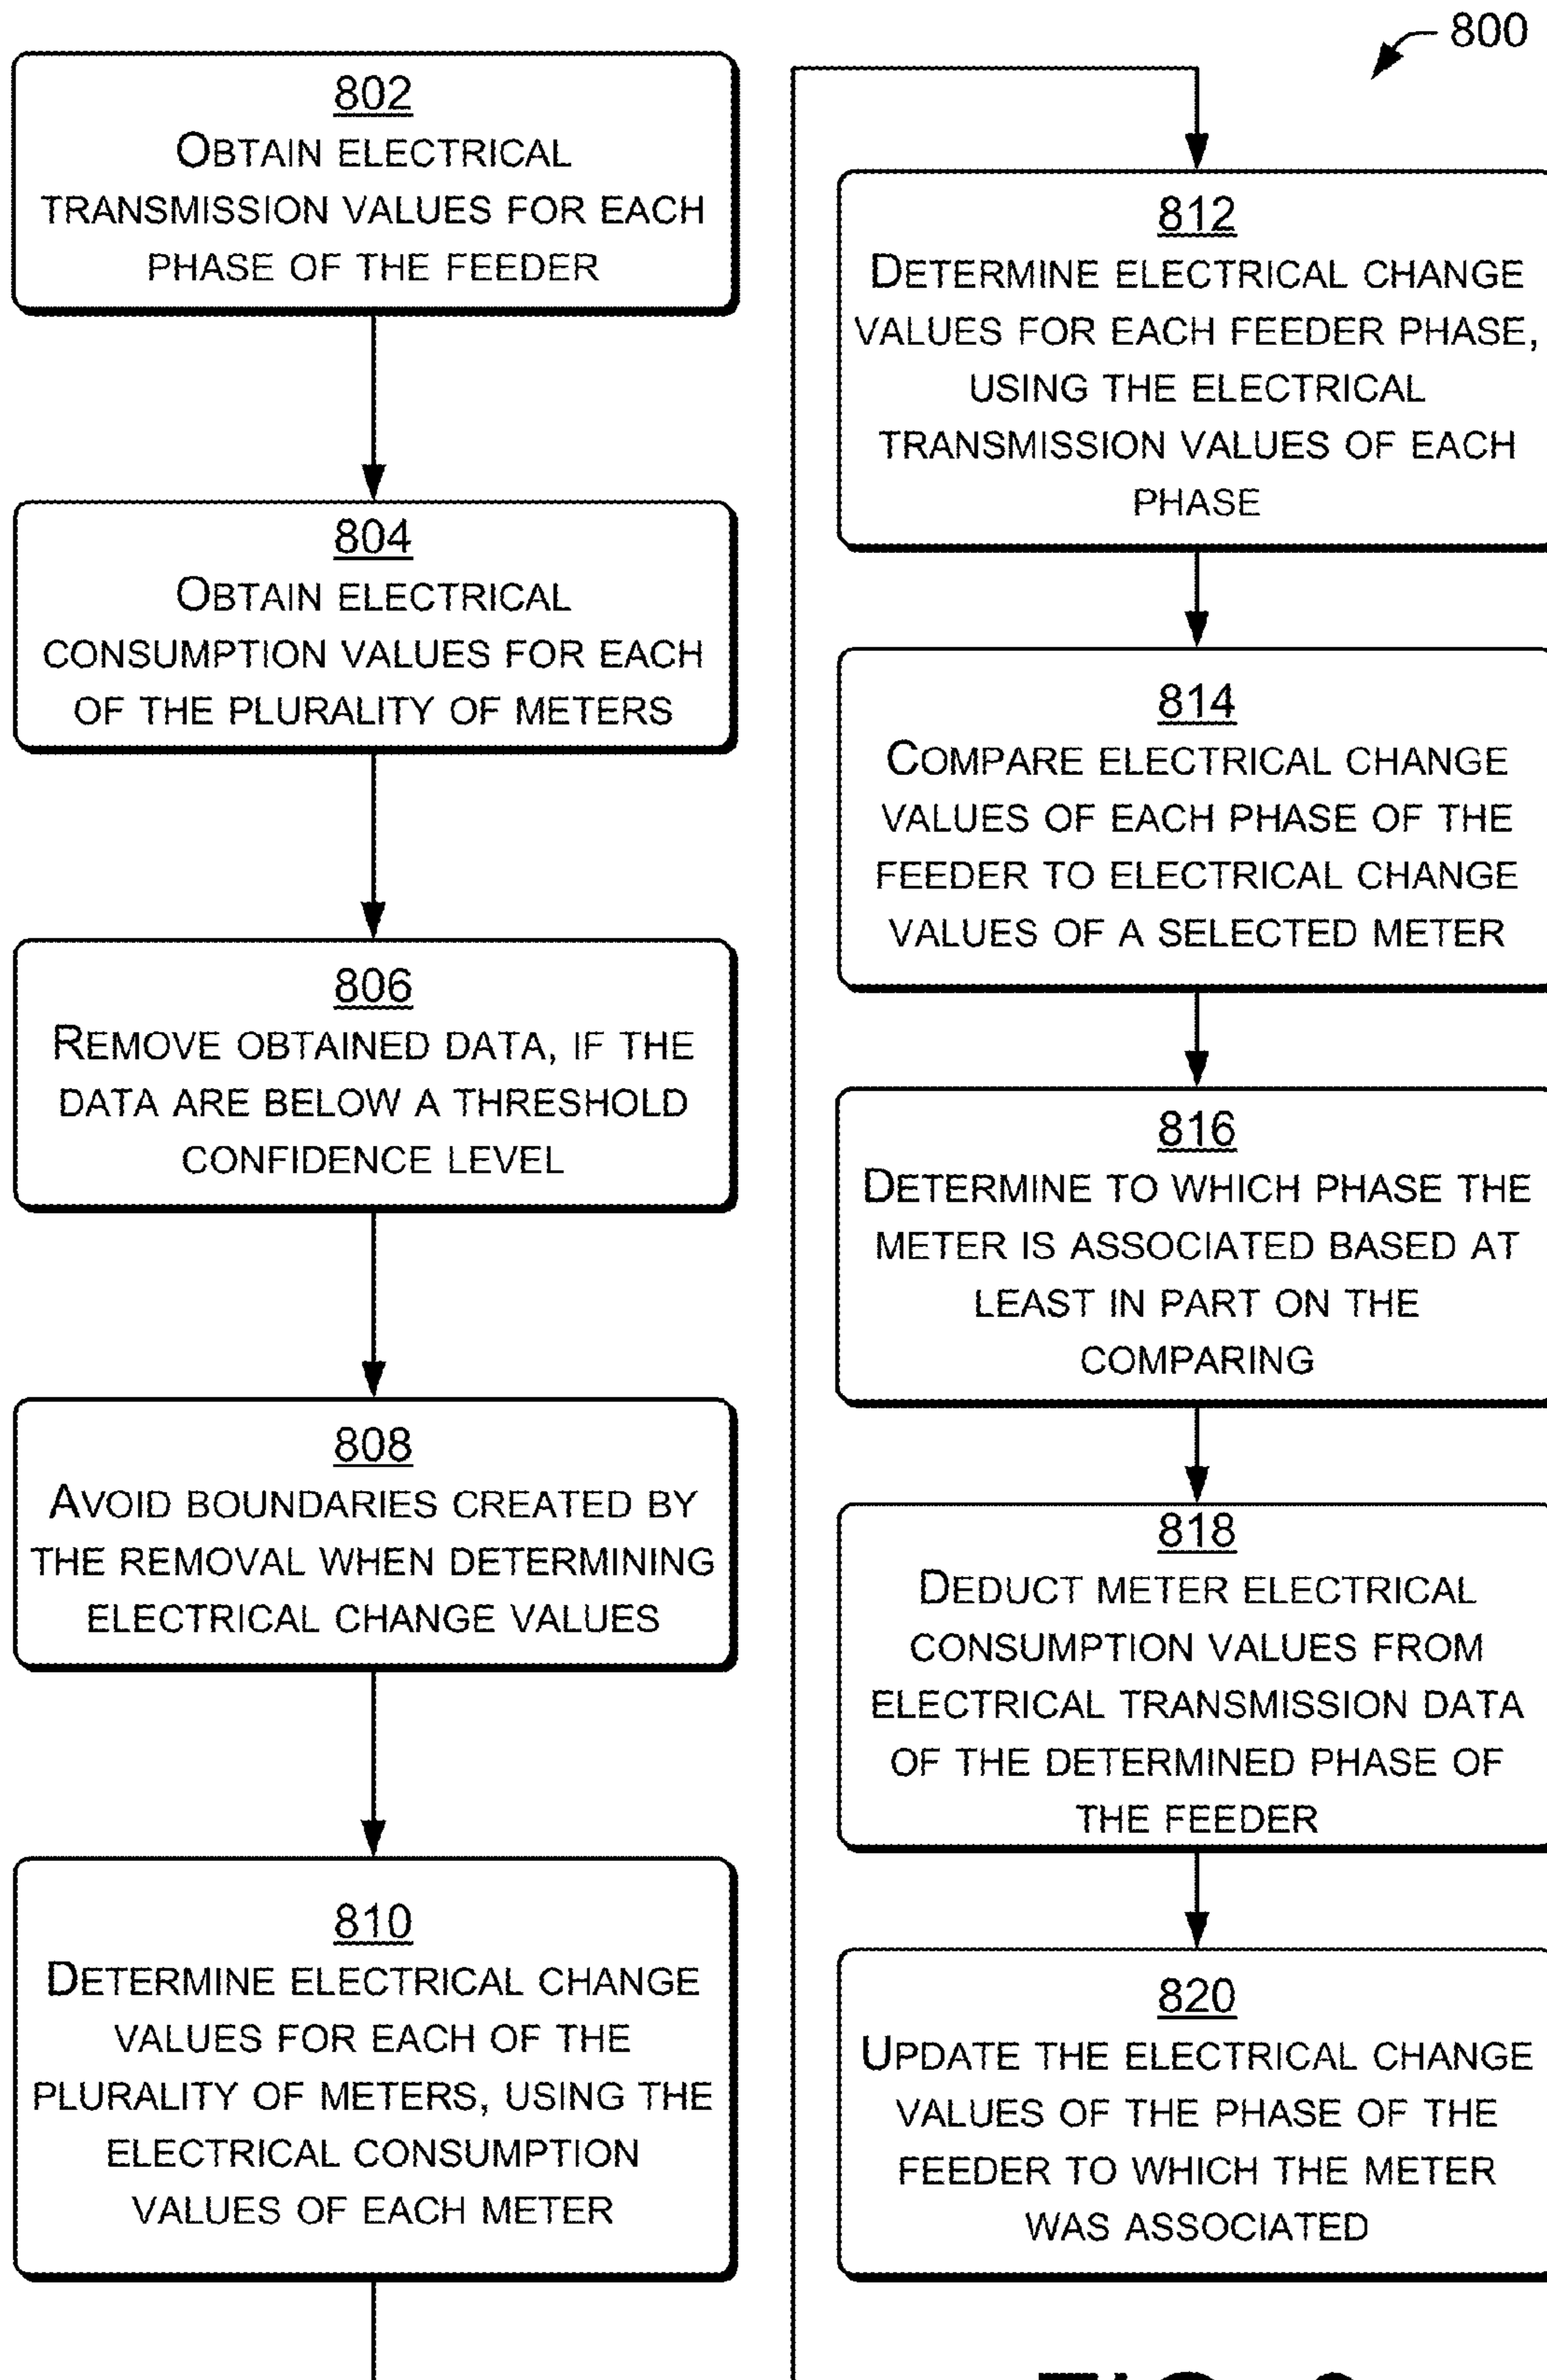 800
802
OBTAIN ELECTRICAL
TRANSMISSION VALUES FOR EACH
PHASE OF THE FEEDER
804
OBTAIN ELECTRICAL
CONSUMPTION VALUES FOR EACH
OF THE PLURALITY OF METERS
806
REMOVE OBTAINED DATA, IF THE
DATA ARE BELOW A THRESHOLD
CONFIDENCE LEVEL
808
AVOID BOUNDARIES CREATED BY
THE REMOVAL WHEN DETERMINING
ELECTRICAL CHANGE VALUES
810
DETERMINE ELECTRICAL CHANGE
VALUES FOR EACH OF THE
PLURALITY OF METERS, USING THE
ELECTRICAL CONSUMPTION
VALUES OF EACH METER
812
DETERMINE ELECTRICAL CHANGE
VALUES FOR EACH FEEDER PHASE,
USING THE ELECTRICAL
TRANSMISSION VALUES OF EACH
PHASE
814
COMPARE ELECTRICAL CHANGE
VALUES OF EACH PHASE OF THE
FEEDER TO ELECTRICAL CHANGE
VALUES OF A SELECTED METER
816
DETERMINE TO WHICH PHASE THE
METER IS ASSOCIATED BASED AT
LEAST IN PART ON THE
COMPARING
818
DEDUCT METER ELECTRICAL
CONSUMPTION VALUES FROM
ELECTRICAL TRANSMISSION DATA
OF THE DETERMINED PHASE OF
THE FEEDER
820
UPDATE THE ELECTRICAL CHANGE
VALUES OF THE PHASE OF THE
FEEDER TO WHICH THE METER
WAS ASSOCIATED